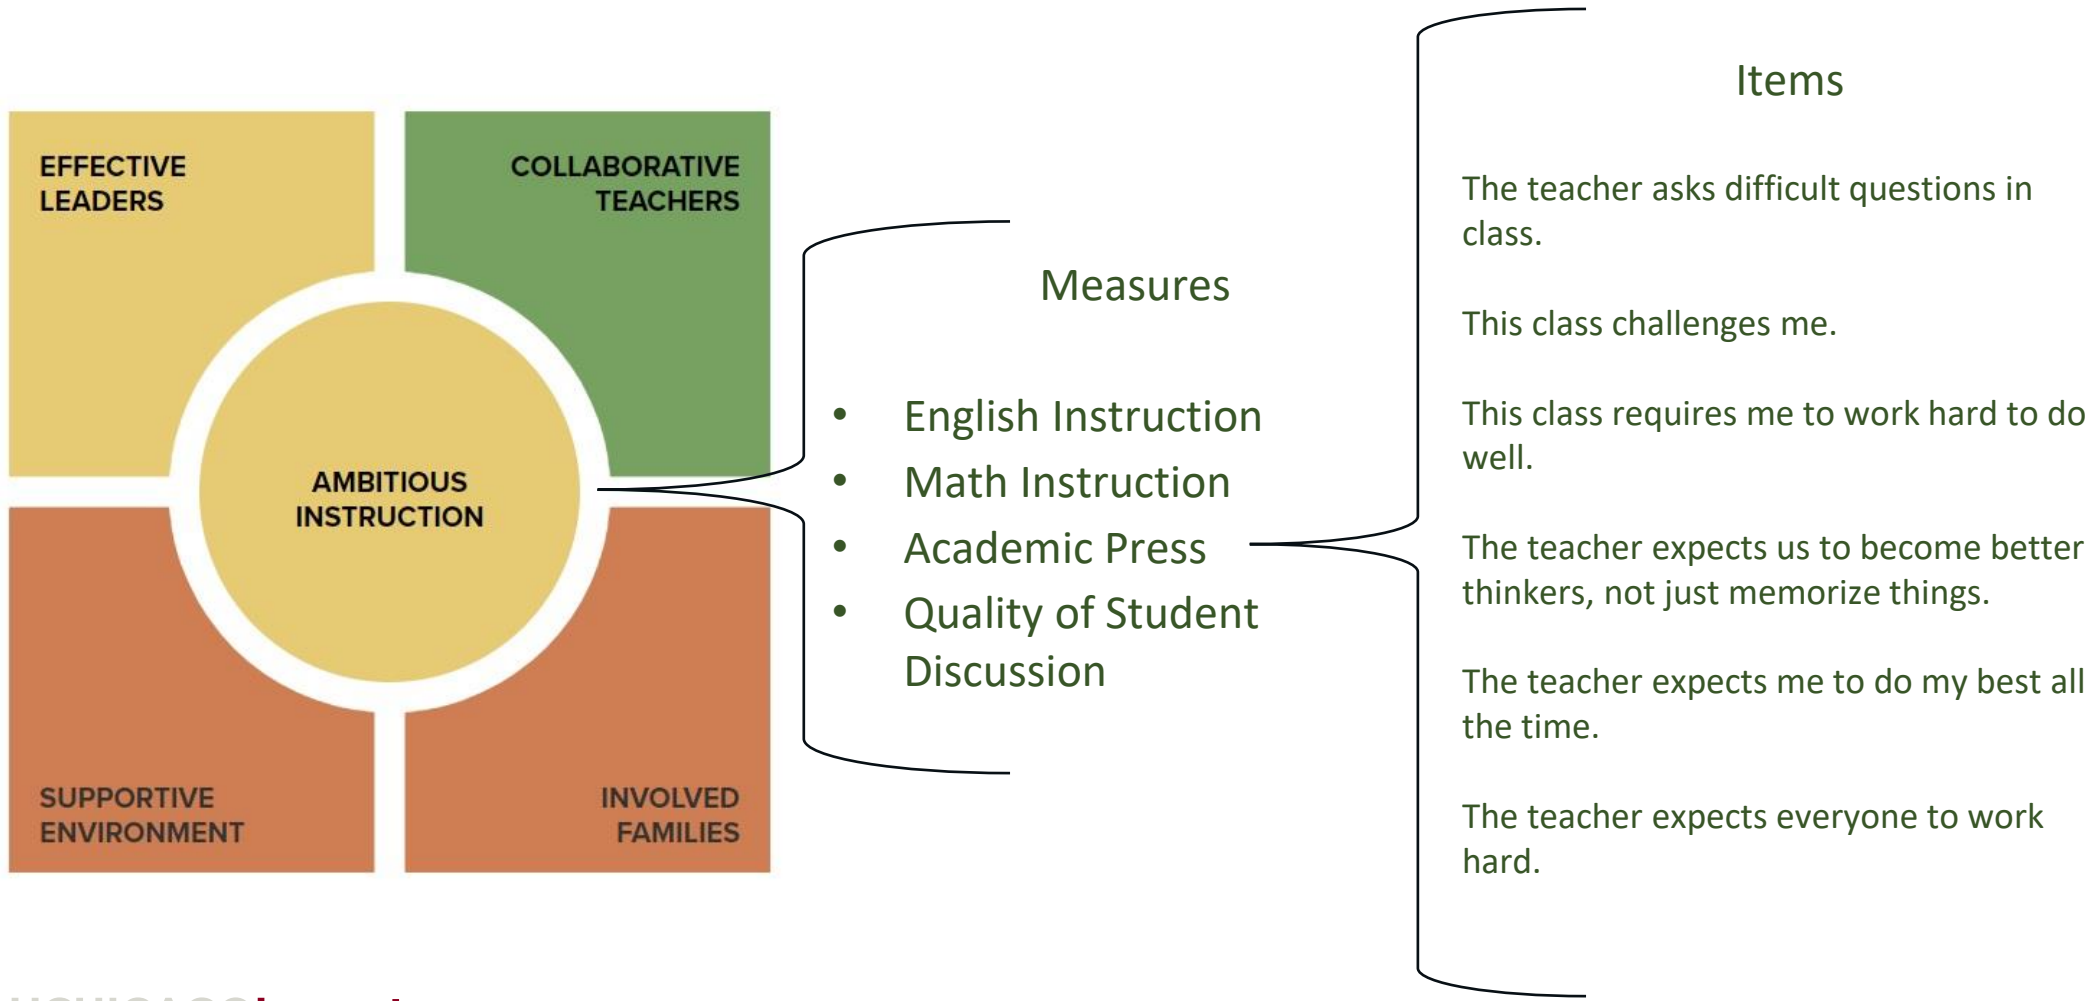 EFFECTIVE
LEADERS
COLLABORATIVE
TEACHERS
AMBITIOUS
INSTRUCTION
SUPPORTIVE
ENVIRONMENT
INVOLVED
FAMILIES
Measures
• English Instruction
• Math Instruction
• Academic Press
• Quality of Student
Discussion
Items
The teacher asks difficult questions in
class.
This class challenges me.
This class requires me to work hard to do
well.
The teacher expects us to become better
thinkers, not just memorize things.
The teacher expects me to do my best all
the time.
The teacher expects everyone to work
hard.